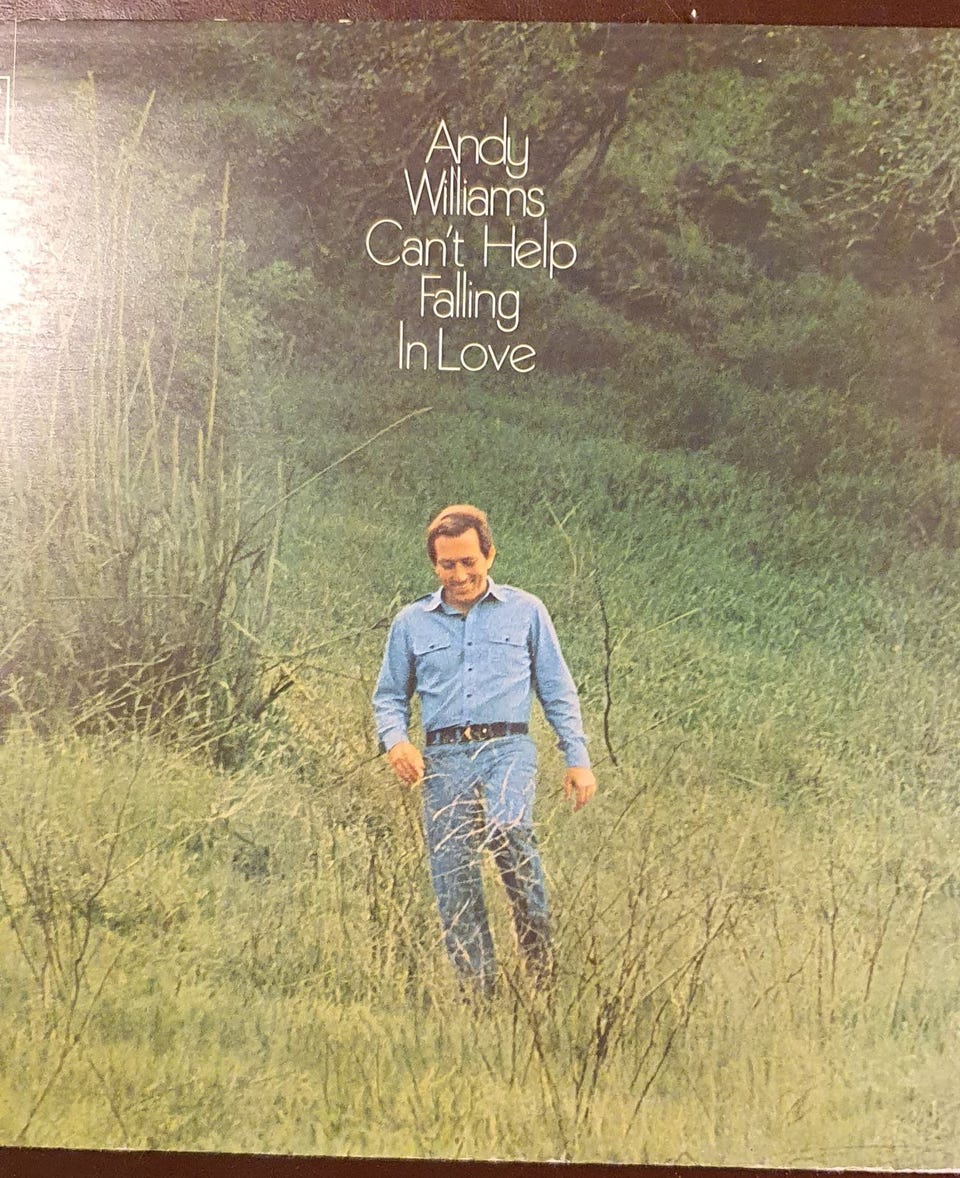 Andy
Williams
Can't Help
Falling
In Love